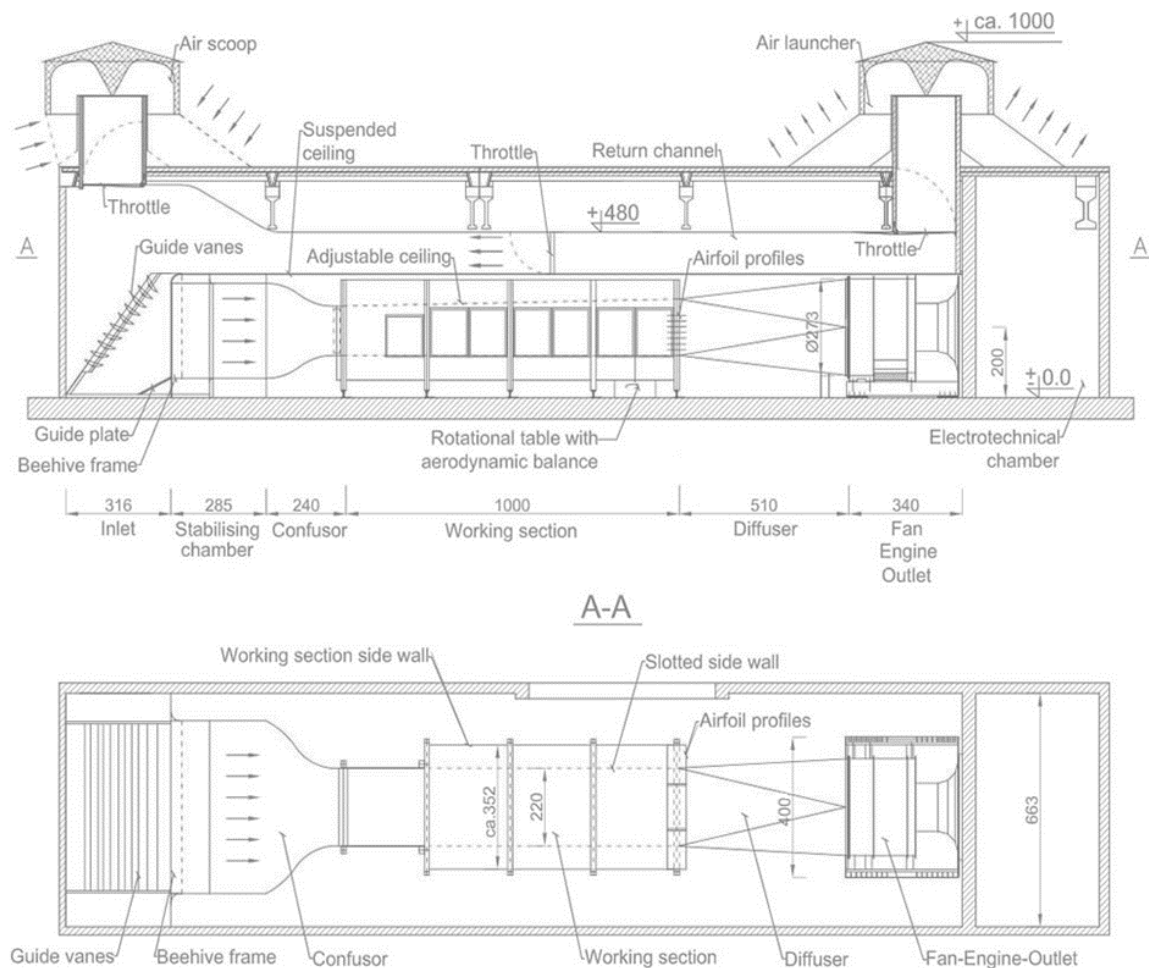 Air scoop
Air launcher
+ ca. 1000
Suspended
ceiling
Throttle
Return channel
Throttle
+ 480
Guide vanes
Adjustable ceiling
Airfoil profiles
Throttle
A
A
Ø273
200
± 0.0
Guide plate
Beehive frame
Rotational table with
aerodynamic balance
Electrotechnical
chamber
316
285
240
1000
510
340
Inlet
Stabilising
chamber
Confusor
Working section
Diffuser
Fan
Engine
Outlet
A-A
Working section side wall
Slotted side wall
Airfoil profiles
ca.352
220
400
663
Guide vanes
Beehive frame
Confusor
Working section
Diffuser
Fan-Engine-Outlet